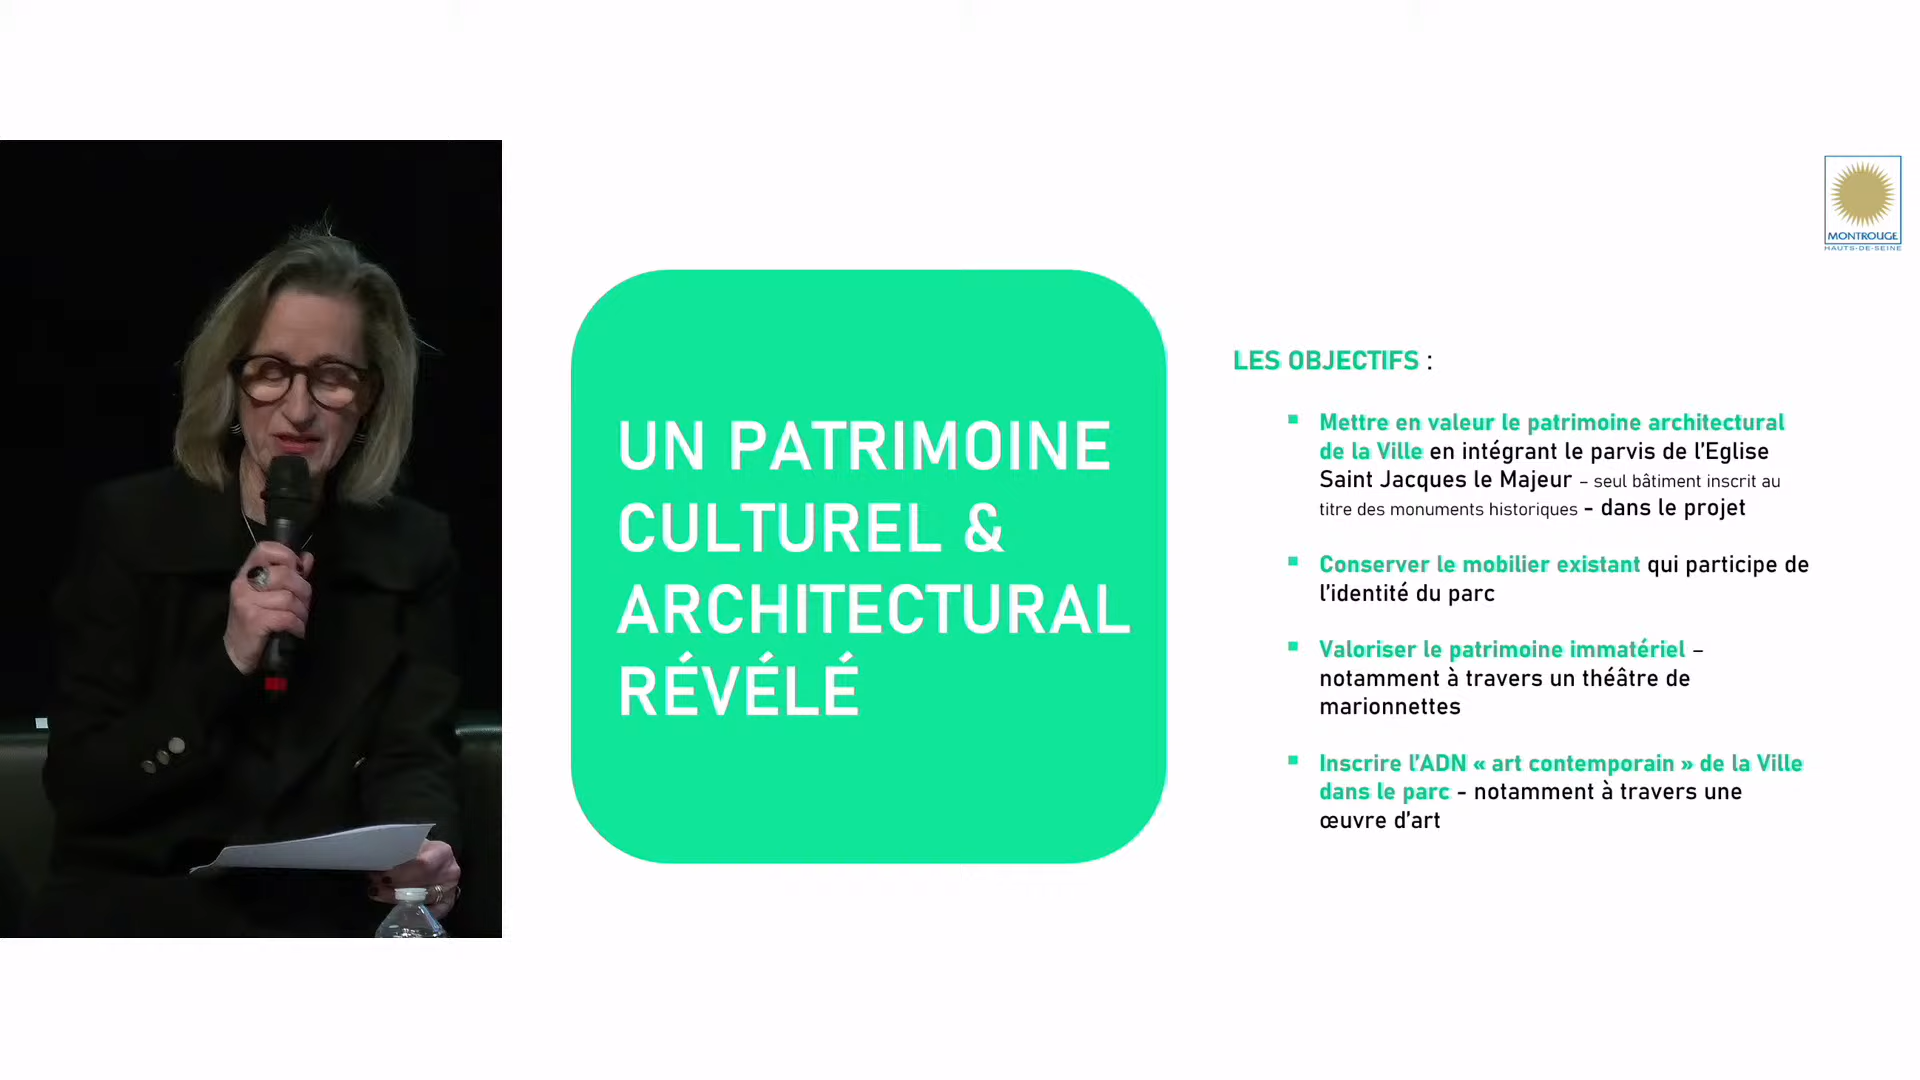 MONTROUGE
HAUTS-DE-SEINE
UN PATRIMOINE
CULTUREL &
ARCHITECTURAL
RÉVÉLÉ
LES OBJECTIFS :
Mettre en valeur le patrimoine architectural
de la Ville en intégrant le parvis de l'Eglise
Saint Jacques le Majeur – seul bâtiment inscrit au
titre des monuments historiques - dans le projet
Conserver le mobilier existant qui participe de
l'identité du parc
Valoriser le patrimoine immatériel –
notamment à travers un théâtre de
marionnettes
Inscrire l'ADN « art contemporain » de la Ville
dans le parc - notamment à travers une
œuvre d'art